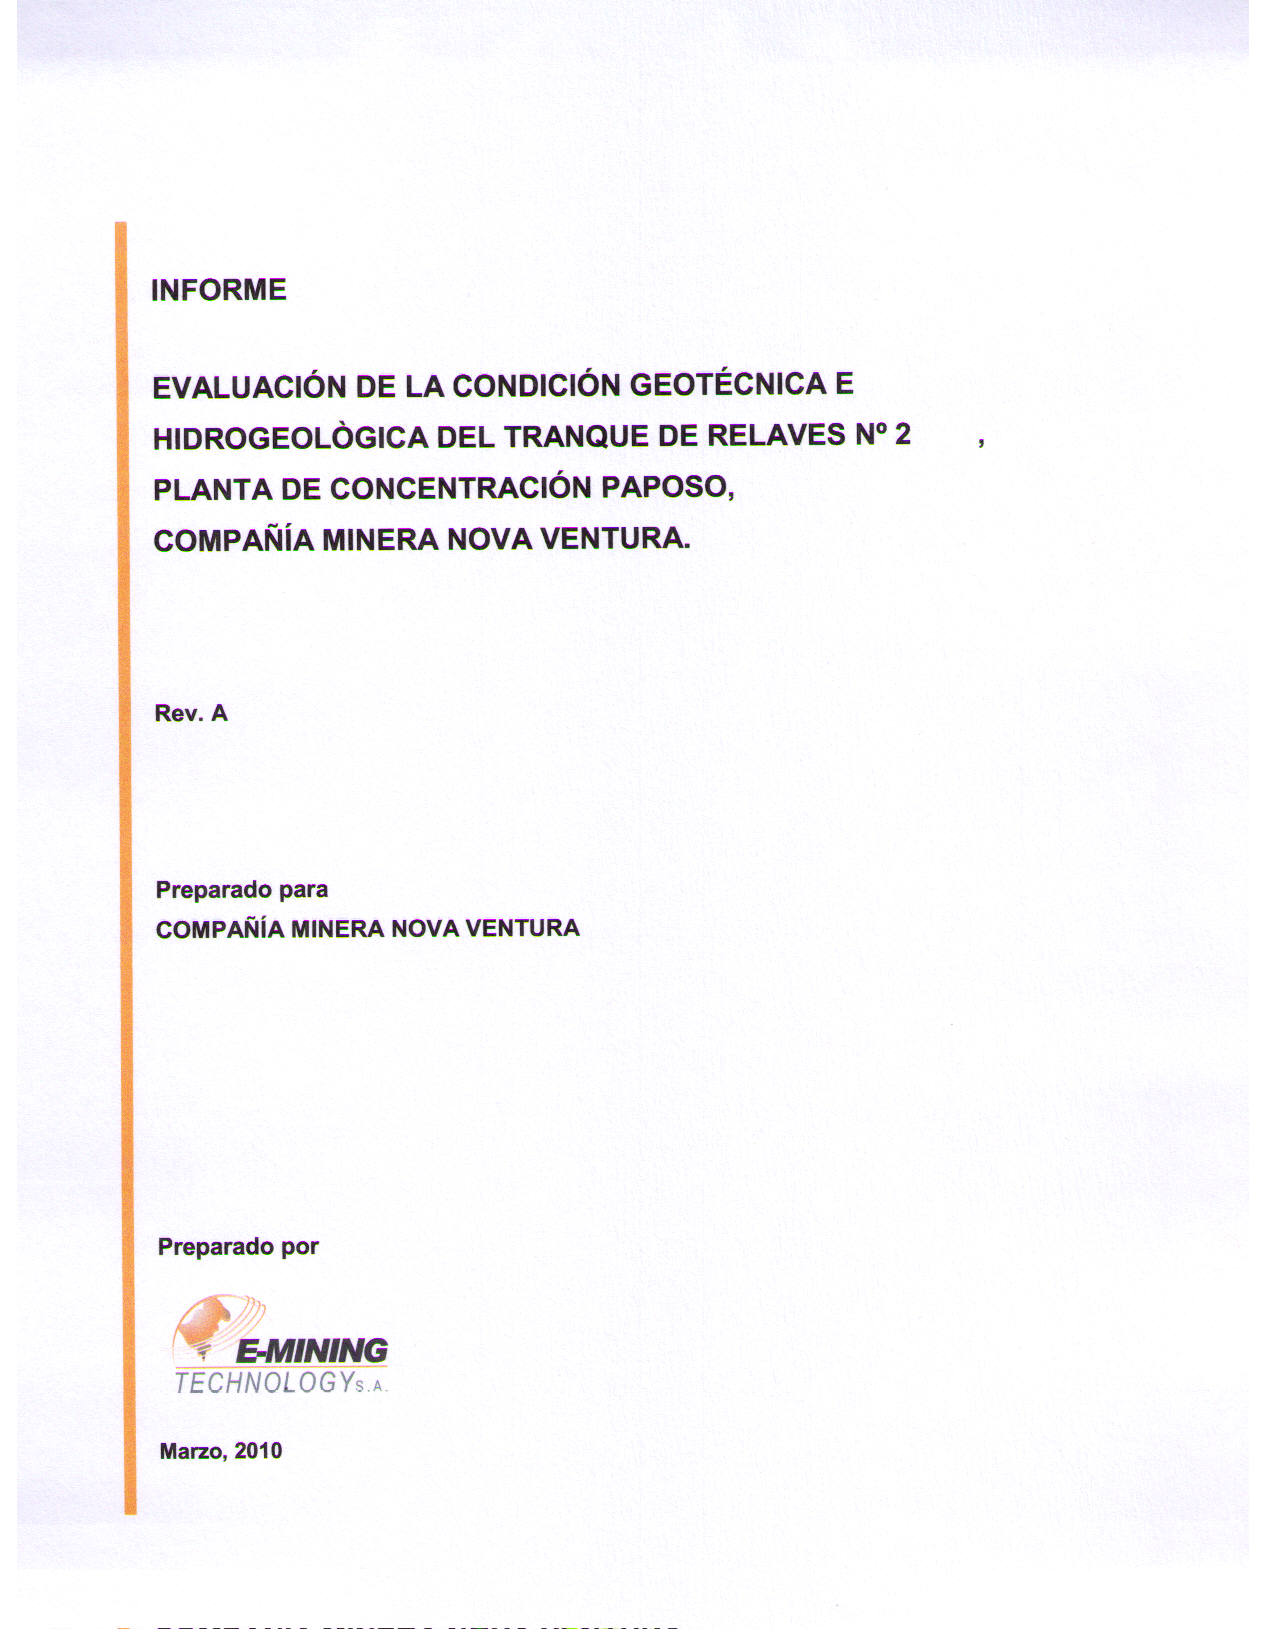 INFORME
EVALUACIÓN DE LA CONDICIÓN GEOTÉCNICA E
HIDROGEOLÒGICA DEL TRANQUE DE RELAVES Nº 2 ,
PLANTA DE CONCENTRACIÓN PAPOSO,
COMPAÑÍA MINERA NOVA VENTURA.
Rev. A
Preparado para
COMPAÑÍA MINERA NOVA VENTURA
Preparado por
E-MINING
TECHNOLOGY S.A.
Marzo, 2010